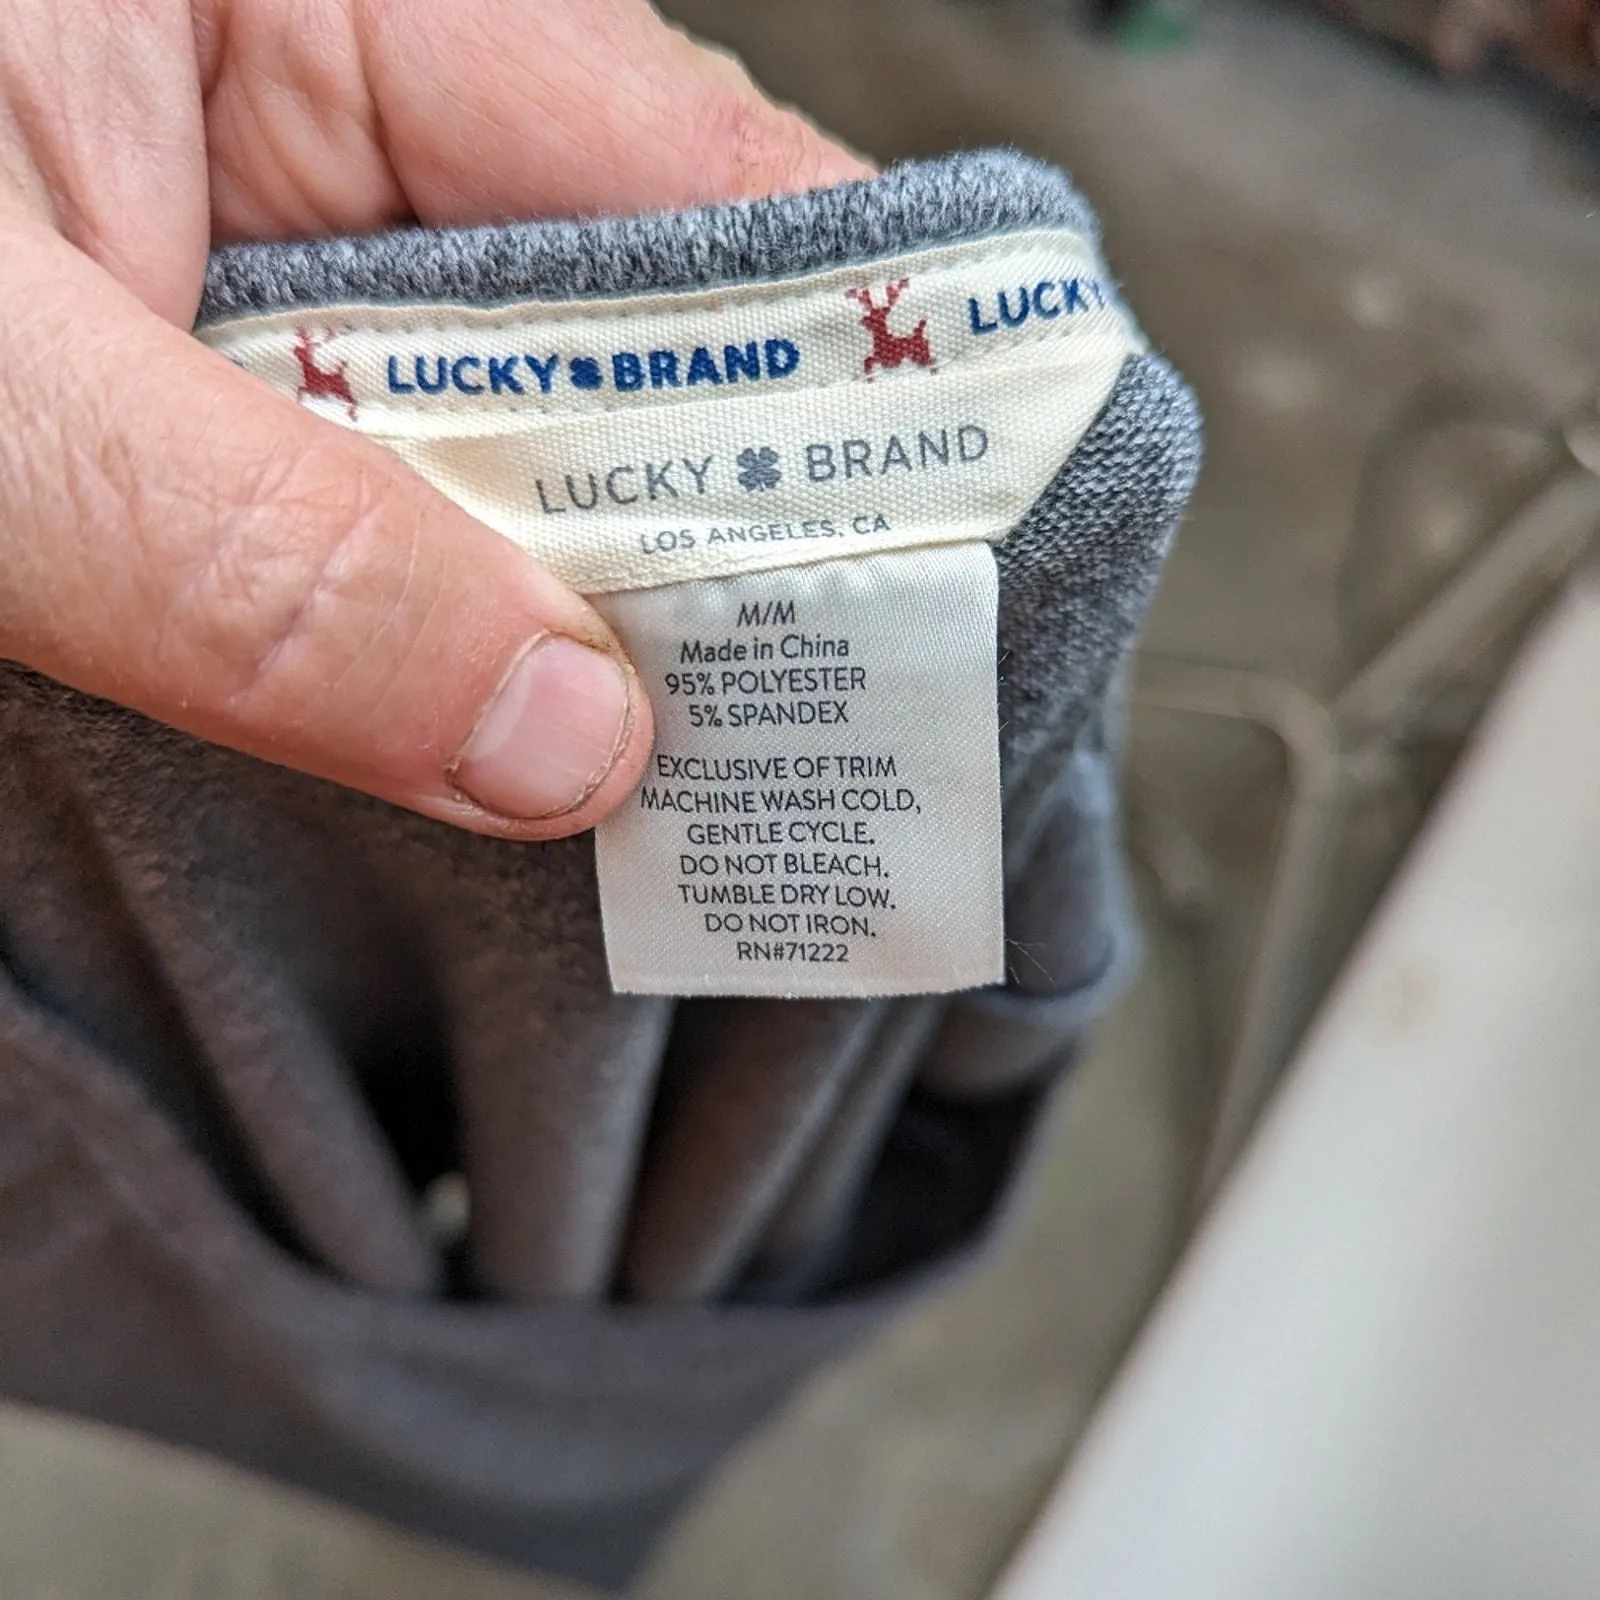 LUCKY BRAND LUCKY
LUCKY BRAND
LOS ANGELES, CA
M/M
Made in China
95% POLYESTER
5% SPANDEX
EXCLUSIVE OF TRIM
MACHINE WASH COLD,
GENTLE CYCLE.
DO NOT BLEACH.
TUMBLE DRY LOW.
DO NOT IRON.
RN#71222